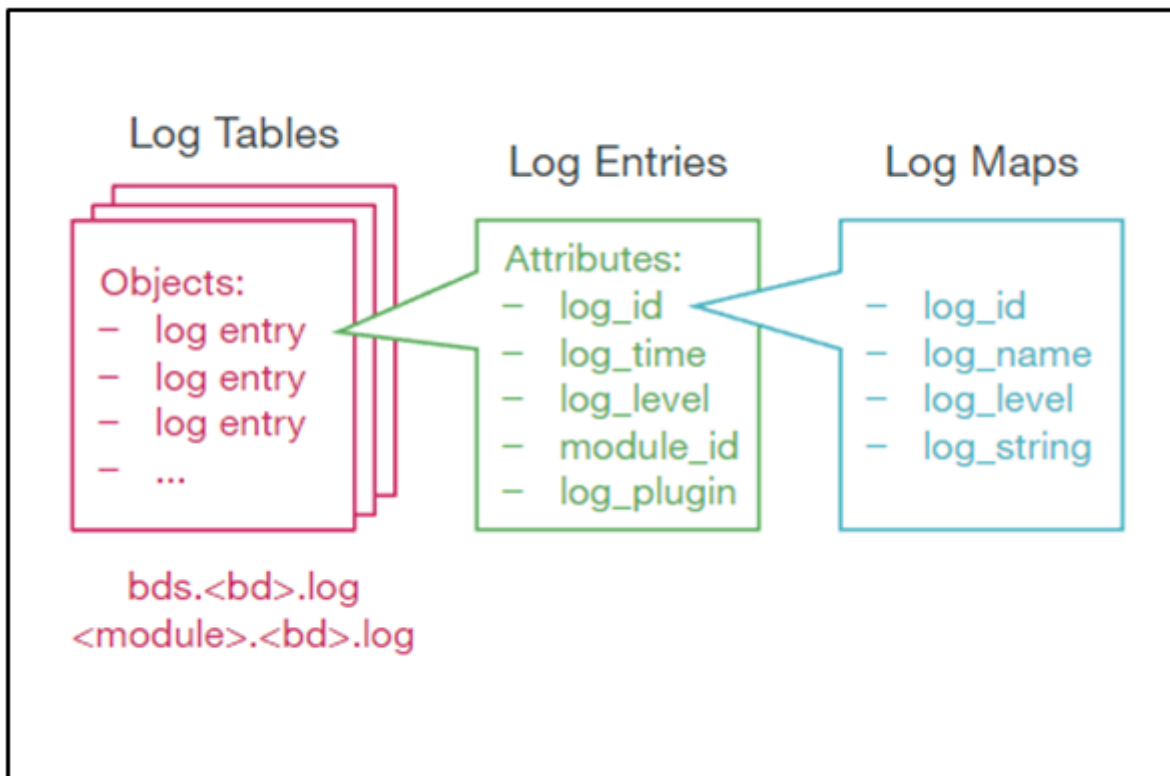 Log Tables
Objects:
– log entry
– log entry
– log entry
– ...
bds.<bd>.log
<module>.<bd>.log
Log Entries
Attributes:
– log_id
– log_time
– log_level
– module_id
– log_plugin
Log Maps
– log_id
– log_name
– log_level
– log_string